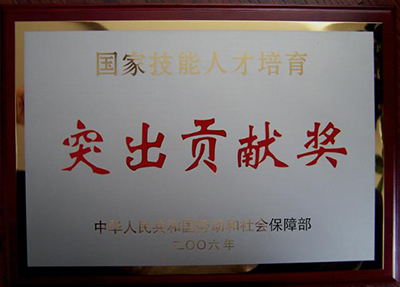 国家技能人才培育
突出贡献奖
中华人民共和国劳动和社会保障部
二〇〇六年